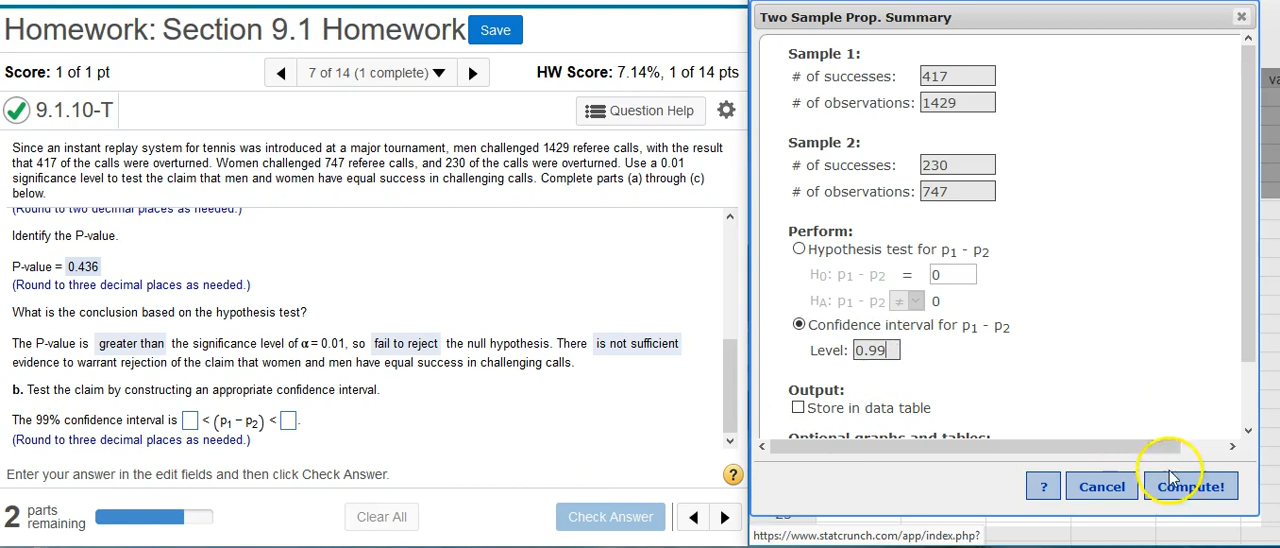 Homework: Section 9.1 Homework
Save
Score: 1 of 1 pt
7 of 14 (1 complete)
HW Score: 7.14%, 1 of 14 pts
9.1.10-T
Question Help
Since an instant replay system for tennis was introduced at a major tournament, men challenged 1429 referee calls, with the result
that 417 of the calls were overturned. Women challenged 747 referee calls, and 230 of the calls were overturned. Use a 0.01
significance level to test the claim that men and women have equal success in challenging calls. Complete parts (a) through (c)
below.
(Round to two decimal places as needed.)
Identify the P-value.
P-value = 0.436
(Round to three decimal places as needed.)
What is the conclusion based on the hypothesis test?
The P-value is greater than the significance level of α = 0.01, so fail to reject the null hypothesis. There is not sufficient
evidence to warrant rejection of the claim that women and men have equal success in challenging calls.
b. Test the claim by constructing an appropriate confidence interval.
The 99% confidence interval is < (p1 − p2) < .
(Round to three decimal places as needed.)
Enter your answer in the edit fields and then click Check Answer.
?
2 parts
remaining
Clear All
Check Answer
Two Sample Prop. Summary
Sample 1:
# of successes: 417
# of observations: 1429
Sample 2:
# of successes: 230
# of observations: 747
Perform:
Hypothesis test for p1 - p2
H0: p1 - p2 = 0
HA: p1 - p2 ≠ 0
Confidence interval for p1 - p2
Level: 0.99
Output:
Store in data table
Optional graphs and tables:
?
Cancel
Compute!
https://www.statcrunch.com/app/index.php?